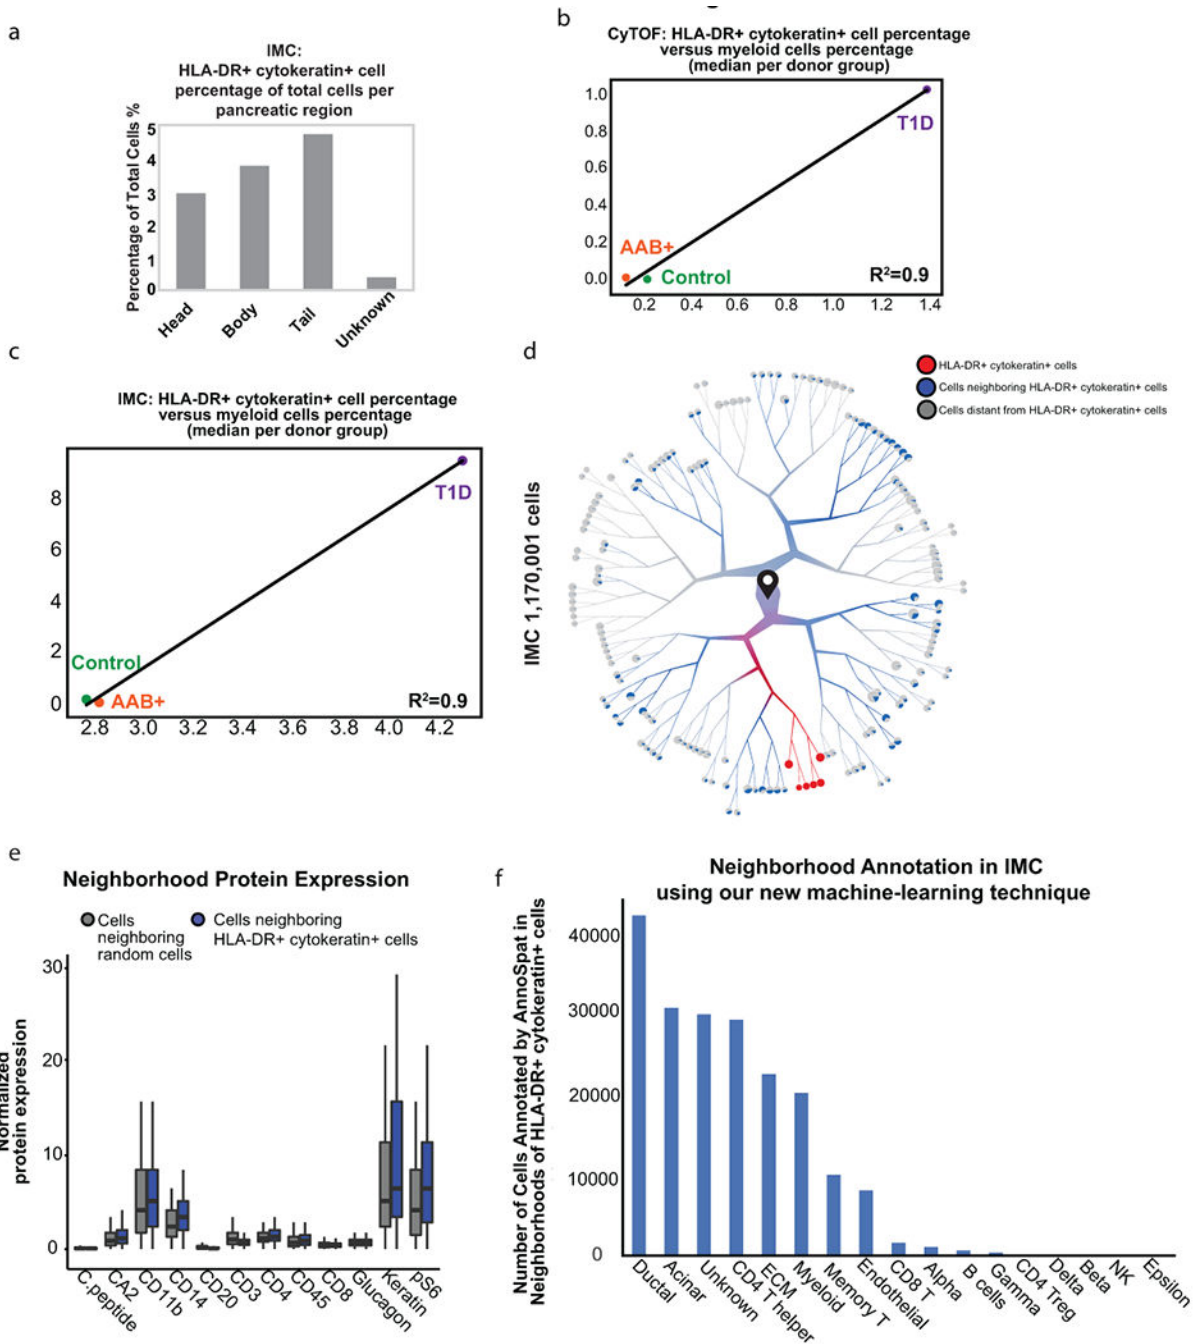 a
IMC:
HLA-DR+ cytokeratin+ cell
percentage of total cells per
pancreatic region
Percentage of Total Cells %
5
4
3
2
1
0
Head
Body
Tail
Unknown
b
CyTOF: HLA-DR+ cytokeratin+ cell percentage
versus myeloid cells percentage
(median per donor group)
1.0
0.8
0.6
0.4
0.2
0.0
T1D
AAB+
Control
R²=0.9
0.2 0.4 0.6 0.8 1.0 1.2 1.4
c
IMC: HLA-DR+ cytokeratin+ cell percentage
versus myeloid cells percentage
(median per donor group)
8
6
4
2
0
T1D
Control
AAB+
R²=0.9
2.8 3.0 3.2 3.4 3.6 3.8 4.0 4.2
d
HLA-DR+ cytokeratin+ cells
Cells neighboring HLA-DR+ cytokeratin+ cells
Cells distant from HLA-DR+ cytokeratin+ cells
IMC 1,170,001 cells
e
Neighborhood Protein Expression
Cells
neighboring
random cells
Cells neighboring
HLA-DR+ cytokeratin+ cells
Normalized
protein expression
30
20
10
0
C.peptide
CA2
CD11b
CD14
CD20
CD3
CD4
CD45
CD8
Glucagon
Keratin
pS6
f
Neighborhood Annotation in IMC
using our new machine-learning technique
Number of Cells Annotated by AnnoSpat in
Neighborhoods of HLA-DR+ cytokeratin+ cells
40000
30000
20000
10000
0
Ductal
Acinar
Unknown
CD4 T helper
ECM
Myeloid
Memory T
Endothelial
CD8 T
Alpha
B cells
Gamma
CD4 Treg
Delta
Beta
NK
Epsilon